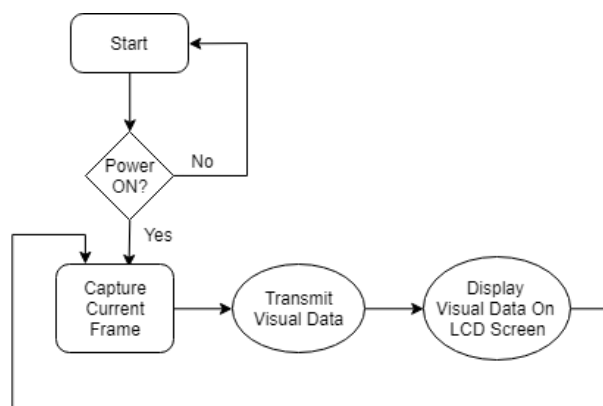 Start
Power
ON?
No
Yes
Capture
Current
Frame
Transmit
Visual Data
Display
Visual Data On
LCD Screen